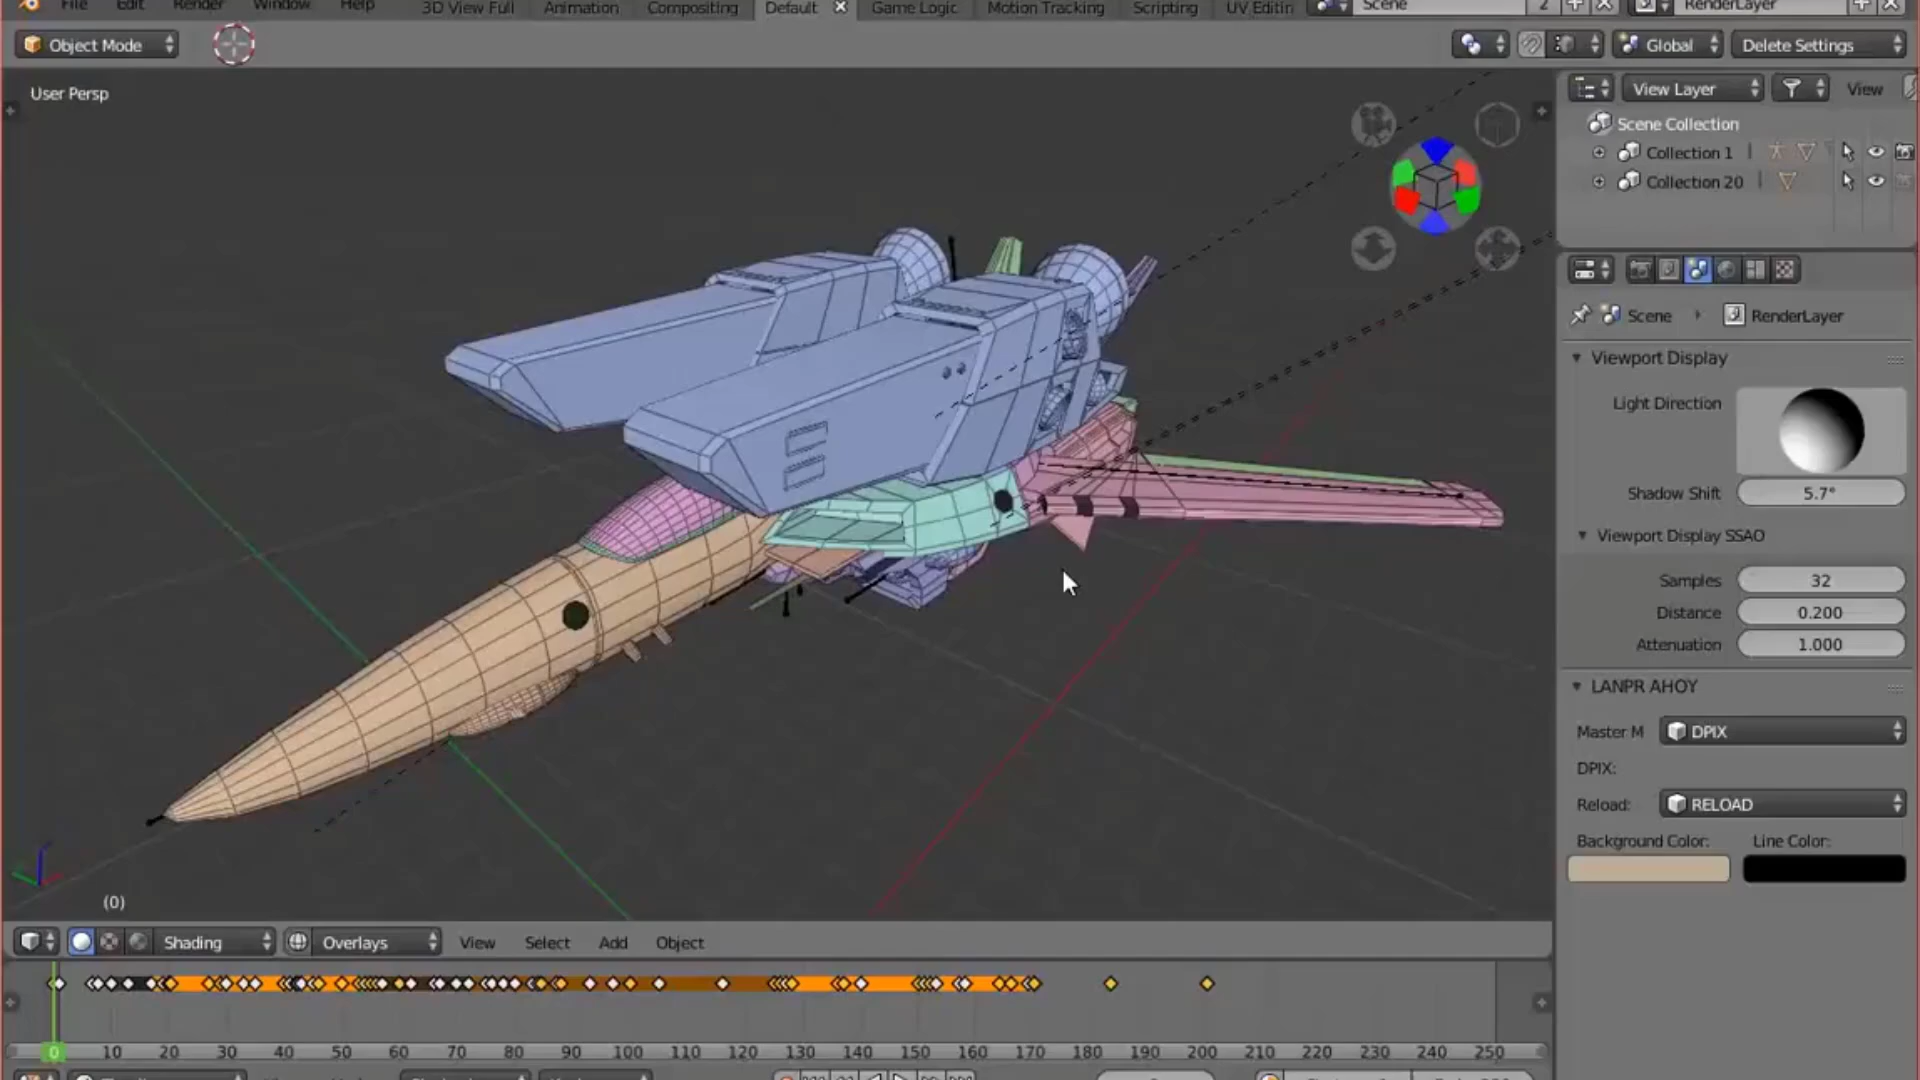 File Edit Render Window Help 3D View Full Animation Compositing Default Game Logic Motion Tracking Scripting UV Editin Scene 2 RenderLayer
Object Mode Global Delete Settings
User Persp
View Layer View
Scene Collection
Collection 1
Collection 20
Scene RenderLayer
Viewport Display
Light Direction
Shadow Shift 5.7°
Viewport Display SSAO
Samples 32
Distance 0.200
Attenuation 1.000
LANPR AHOY
Master M DPIX
DPIX:
Reload: RELOAD
Background Color: Line Color:
(0)
Shading Overlays View Select Add Object
0 10 20 30 40 50 60 70 80 90 100 110 120 130 140 150 160 170 180 190 200 210 220 230 240 250